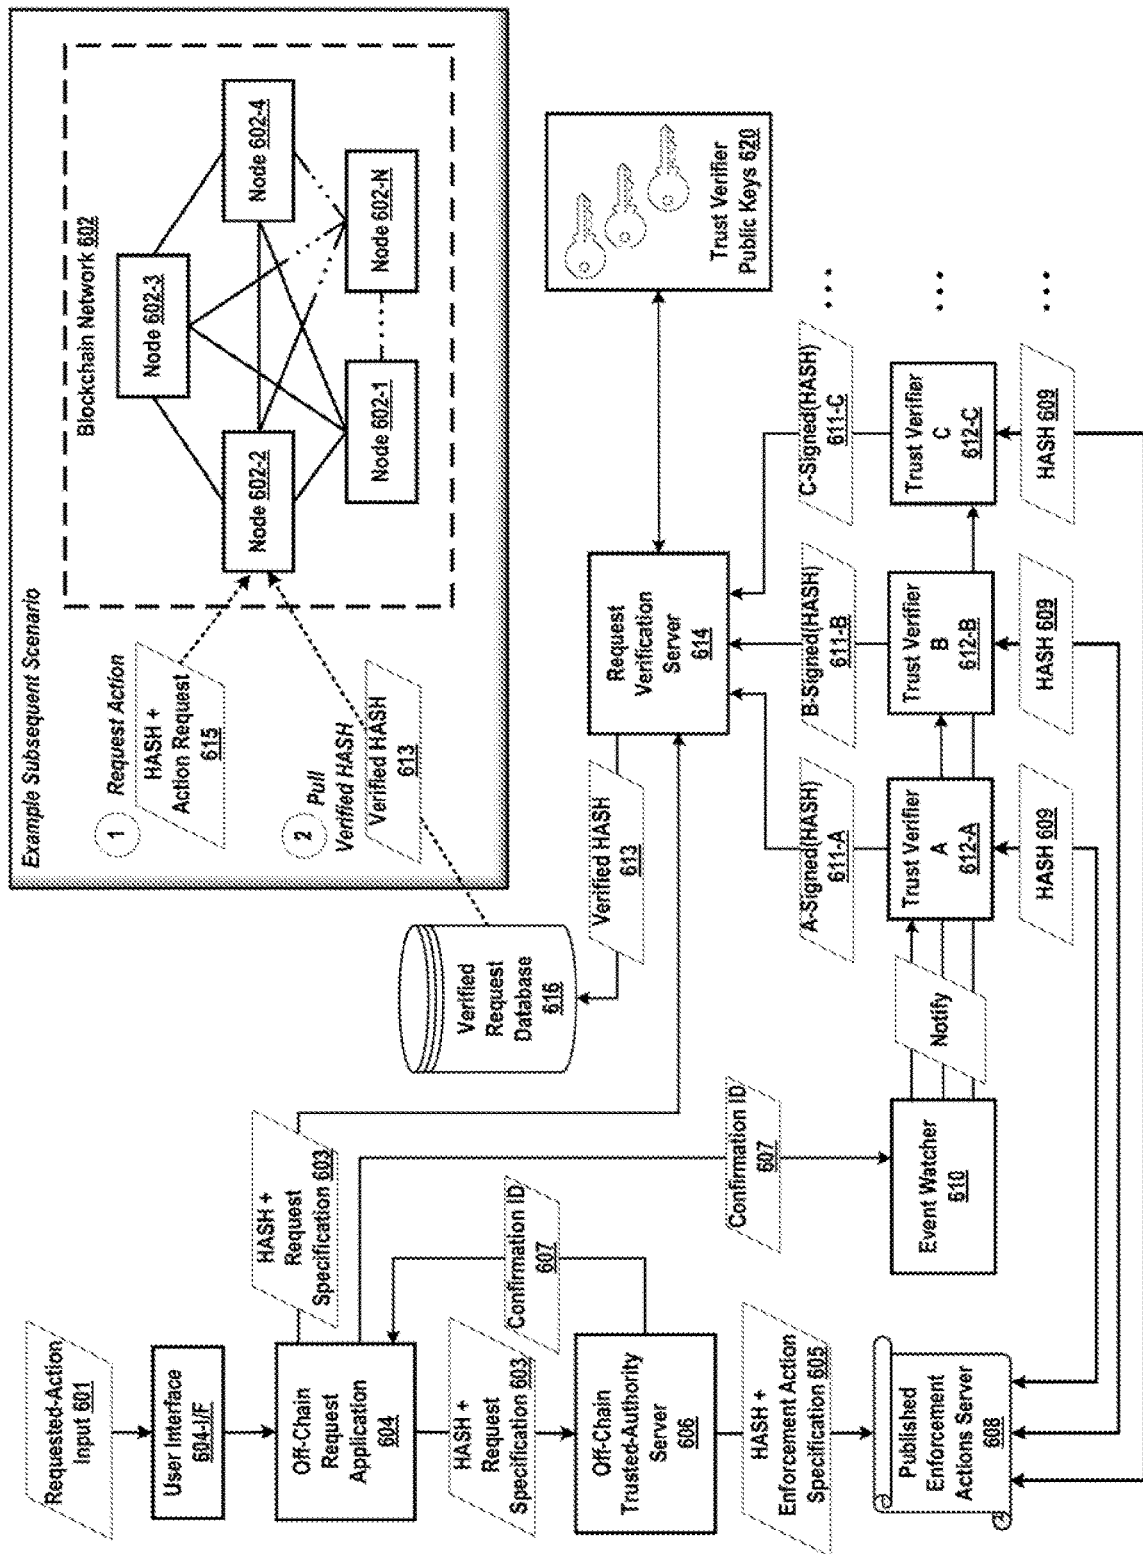 Example Subsequent Scenario
Blockchain Network 602
Node 602-3
Node 602-4
Node 602-2
Node 602-1
Node 602-N
1
Request Action
HASH +
Action Request
615
2
Pull
Verified HASH
Verified HASH
613
Requested-Action
Input 601
User Interface
604-I/F
Off-Chain
Request
Application
604
HASH +
Request
Specification 603
HASH +
Request
Specification 603
Confirmation ID
607
Off-Chain
Trusted-Authority
Server
606
HASH +
Enforcement Action
Specification 605
Published
Enforcement
Actions Server
608
Confirmation ID
607
Event Watcher
610
Notify
Verified
Request
Database
616
Verified HASH
613
Request
Verification
Server
614
Trust Verifier
Public Keys 620
A-Signed(HASH)
611-A
B-Signed(HASH)
611-B
C-Signed(HASH)
611-C
...
Trust Verifier
A
612-A
Trust Verifier
B
612-B
Trust Verifier
C
612-C
...
HASH 609
HASH 609
HASH 609
...